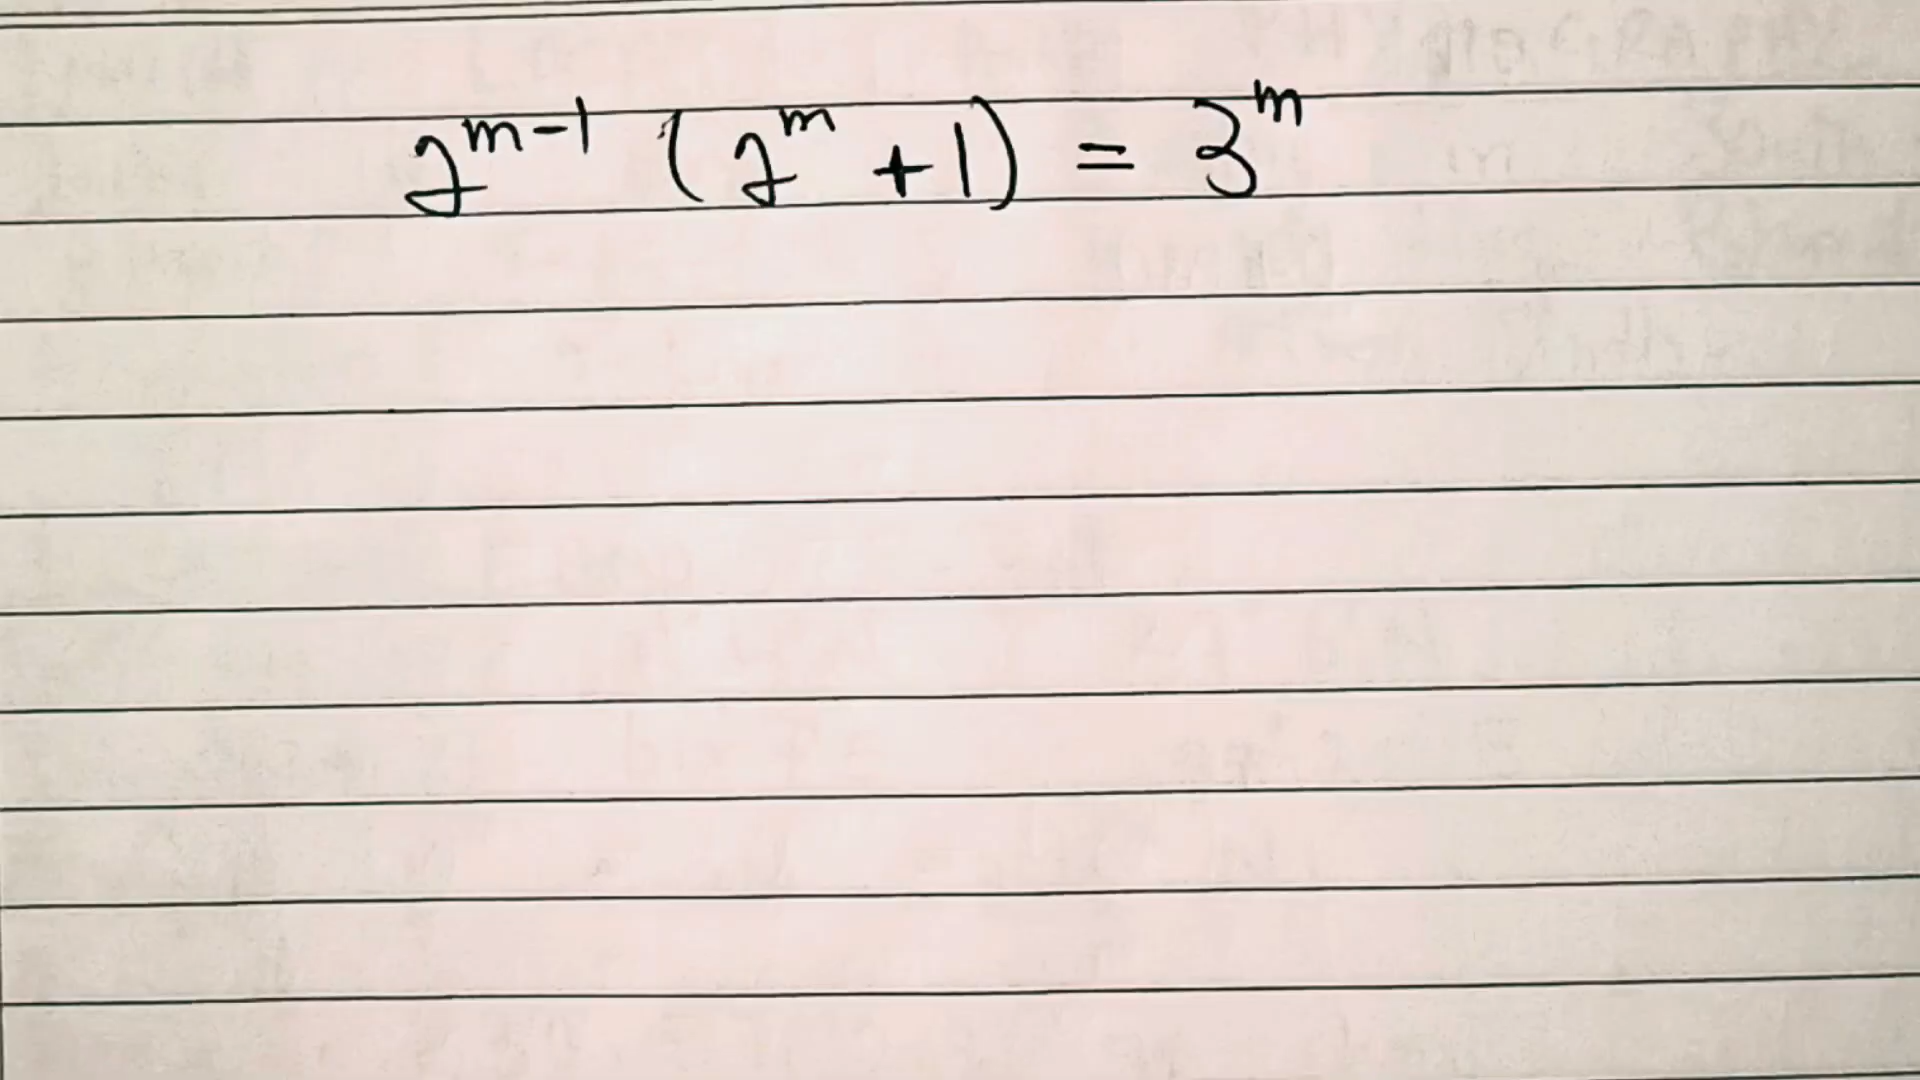 2^{m-1} (2^m + 1) = 3^m